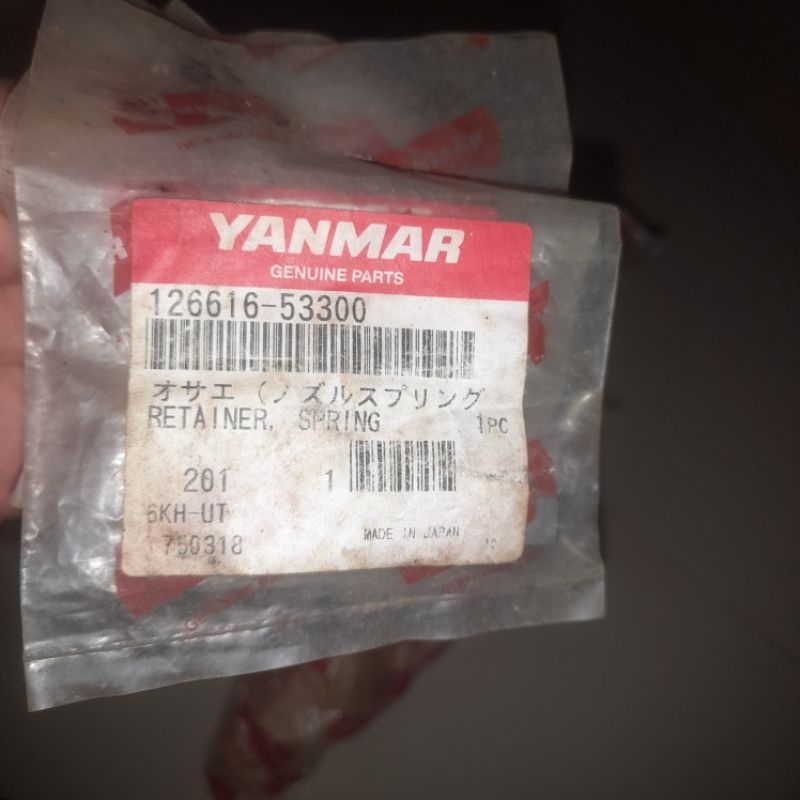 YANMAR
GENUINE PARTS
126616-53300
オサエ (ノズルスプリング
RETAINER, SPRING 1PC
201 1
6KH-UT
750318
MADE IN JAPAN